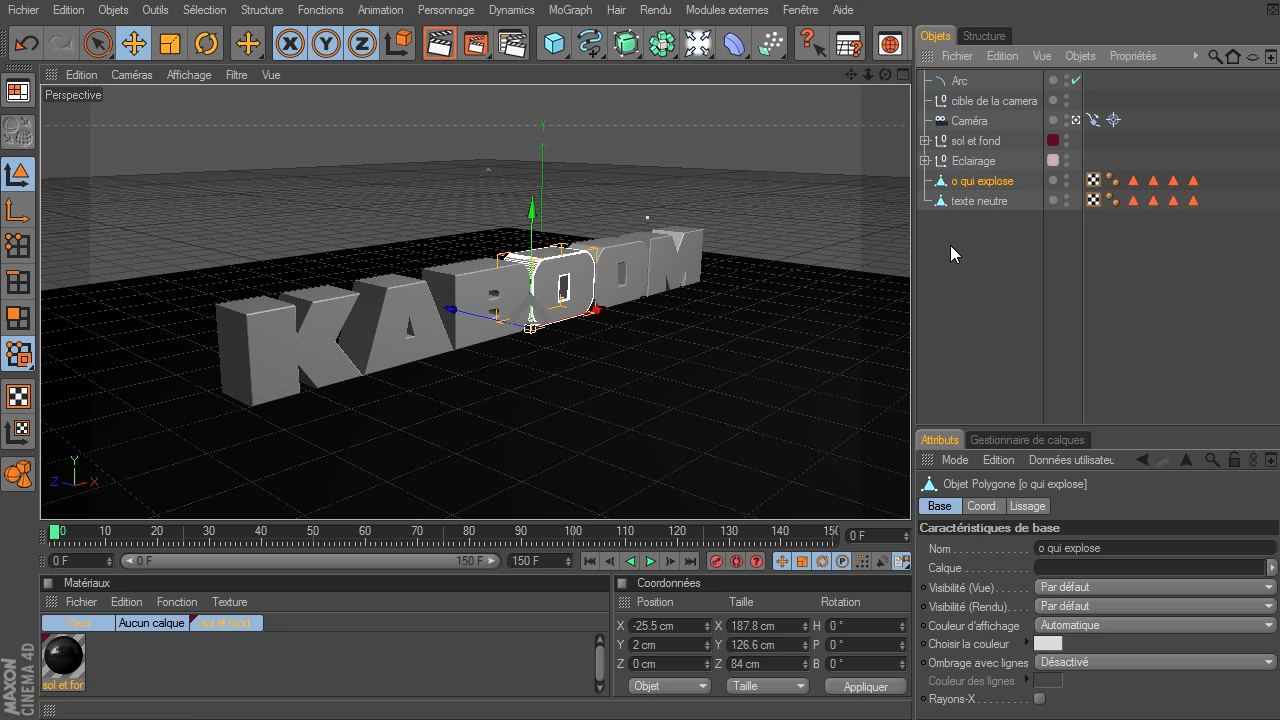 Fichier Edition Objets Outils Sélection Structure Fonctions Animation Personnage Dynamics MoGraph Hair Rendu Modules externes Fenêtre Aide
X Y Z
Objets Structure
Fichier Edition Vue Objets Propriétés
Edition Caméras Affichage Filtre Vue
Perspective
Arc
cible de la camera
Caméra
sol et fond
Eclairage
o qui explose
texte neutre
Y
KABOOM
Y
Z X
Attributs Gestionnaire de calques
Mode Edition Données utilisateu
Objet Polygone [o qui explose]
Base Coord. Lissage
Caractéristiques de base
Nom o qui explose
Calque
Visibilité (Vue) Par défaut
Visibilité (Rendu) Par défaut
Couleur d'affichage Automatique
Choisir la couleur
Ombrage avec lignes Désactivé
Couleur des lignes
Rayons-X
0 10 20 30 40 50 60 70 80 90 100 110 120 130 140 15( 0 F
0 F 0 F 150 F 150 F
Matériaux
Fichier Edition Fonction Texture
Tous Aucun calque sol et fond
sol et for
Coordonnées
Position Taille Rotation
X -25.5 cm X 187.8 cm H 0 °
Y 2 cm Y 126.6 cm P 0 °
Z 0 cm Z 84 cm B 0 °
Objet Taille Appliquer
MAXON
CINEMA 4D